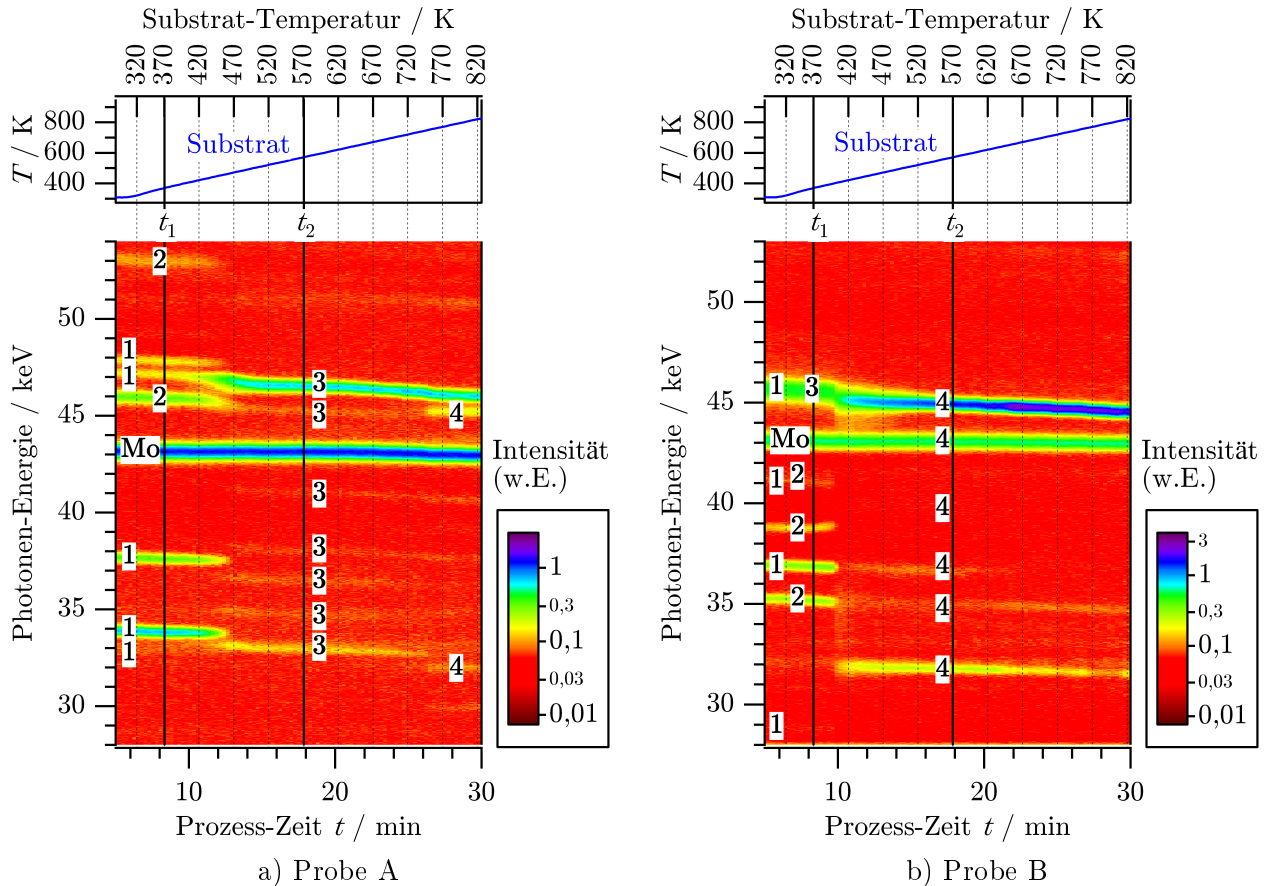 Substrat-Temperatur / K
320 370 420 470 520 570 620 670 720 770 820
T / K
800
600
400
Substrat
t1 t2
Photonen-Energie / keV
50
45
40
35
30
2
1
1
2
3
3
4
Mo
3
1
3
3
1
3
1
3
4
10 20 30
Prozess-Zeit t / min
Intensität
(w.E.)
1
0,3
0,1
0,03
0,01
a) Probe A
Substrat-Temperatur / K
320 370 420 470 520 570 620 670 720 770 820
T / K
800
600
400
Substrat
t1 t2
Photonen-Energie / keV
50
45
40
35
30
1 3
4
Mo
4
1 2
4
2
1
4
2
4
4
1
10 20 30
Prozess-Zeit t / min
Intensität
(w.E.)
3
1
0,3
0,1
0,03
0,01
b) Probe B